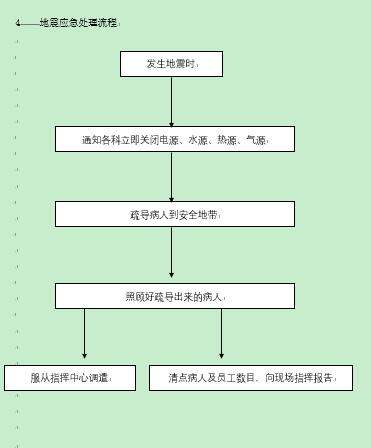 4——地震应急处理流程
发生地震时
通知各科立即关闭电源、水源、热源、气源
疏导病人到安全地带
照顾好疏导出来的病人
服从指挥中心调遣
清点病人及员工数目，向现场指挥报告